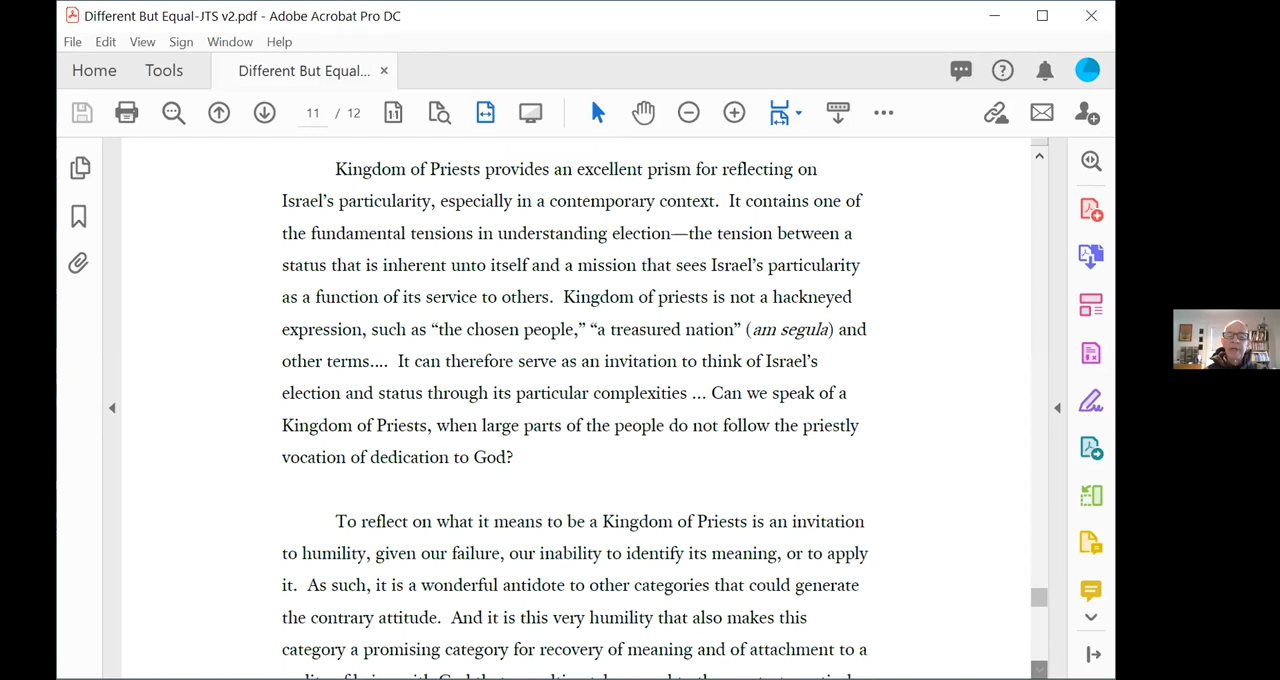 Different But Equal-JTS v2.pdf - Adobe Acrobat Pro DC
File Edit View Sign Window Help
Home Tools Different But Equal...
11 / 12
Kingdom of Priests provides an excellent prism for reflecting on
Israel’s particularity, especially in a contemporary context. It contains one of
the fundamental tensions in understanding election—the tension between a
status that is inherent unto itself and a mission that sees Israel’s particularity
as a function of its service to others. Kingdom of priests is not a hackneyed
expression, such as “the chosen people,” “a treasured nation” (am segula) and
other terms.... It can therefore serve as an invitation to think of Israel’s
election and status through its particular complexities ... Can we speak of a
Kingdom of Priests, when large parts of the people do not follow the priestly
vocation of dedication to God?
To reflect on what it means to be a Kingdom of Priests is an invitation
to humility, given our failure, our inability to identify its meaning, or to apply
it. As such, it is a wonderful antidote to other categories that could generate
the contrary attitude. And it is this very humility that also makes this
category a promising category for recovery of meaning and of attachment to a